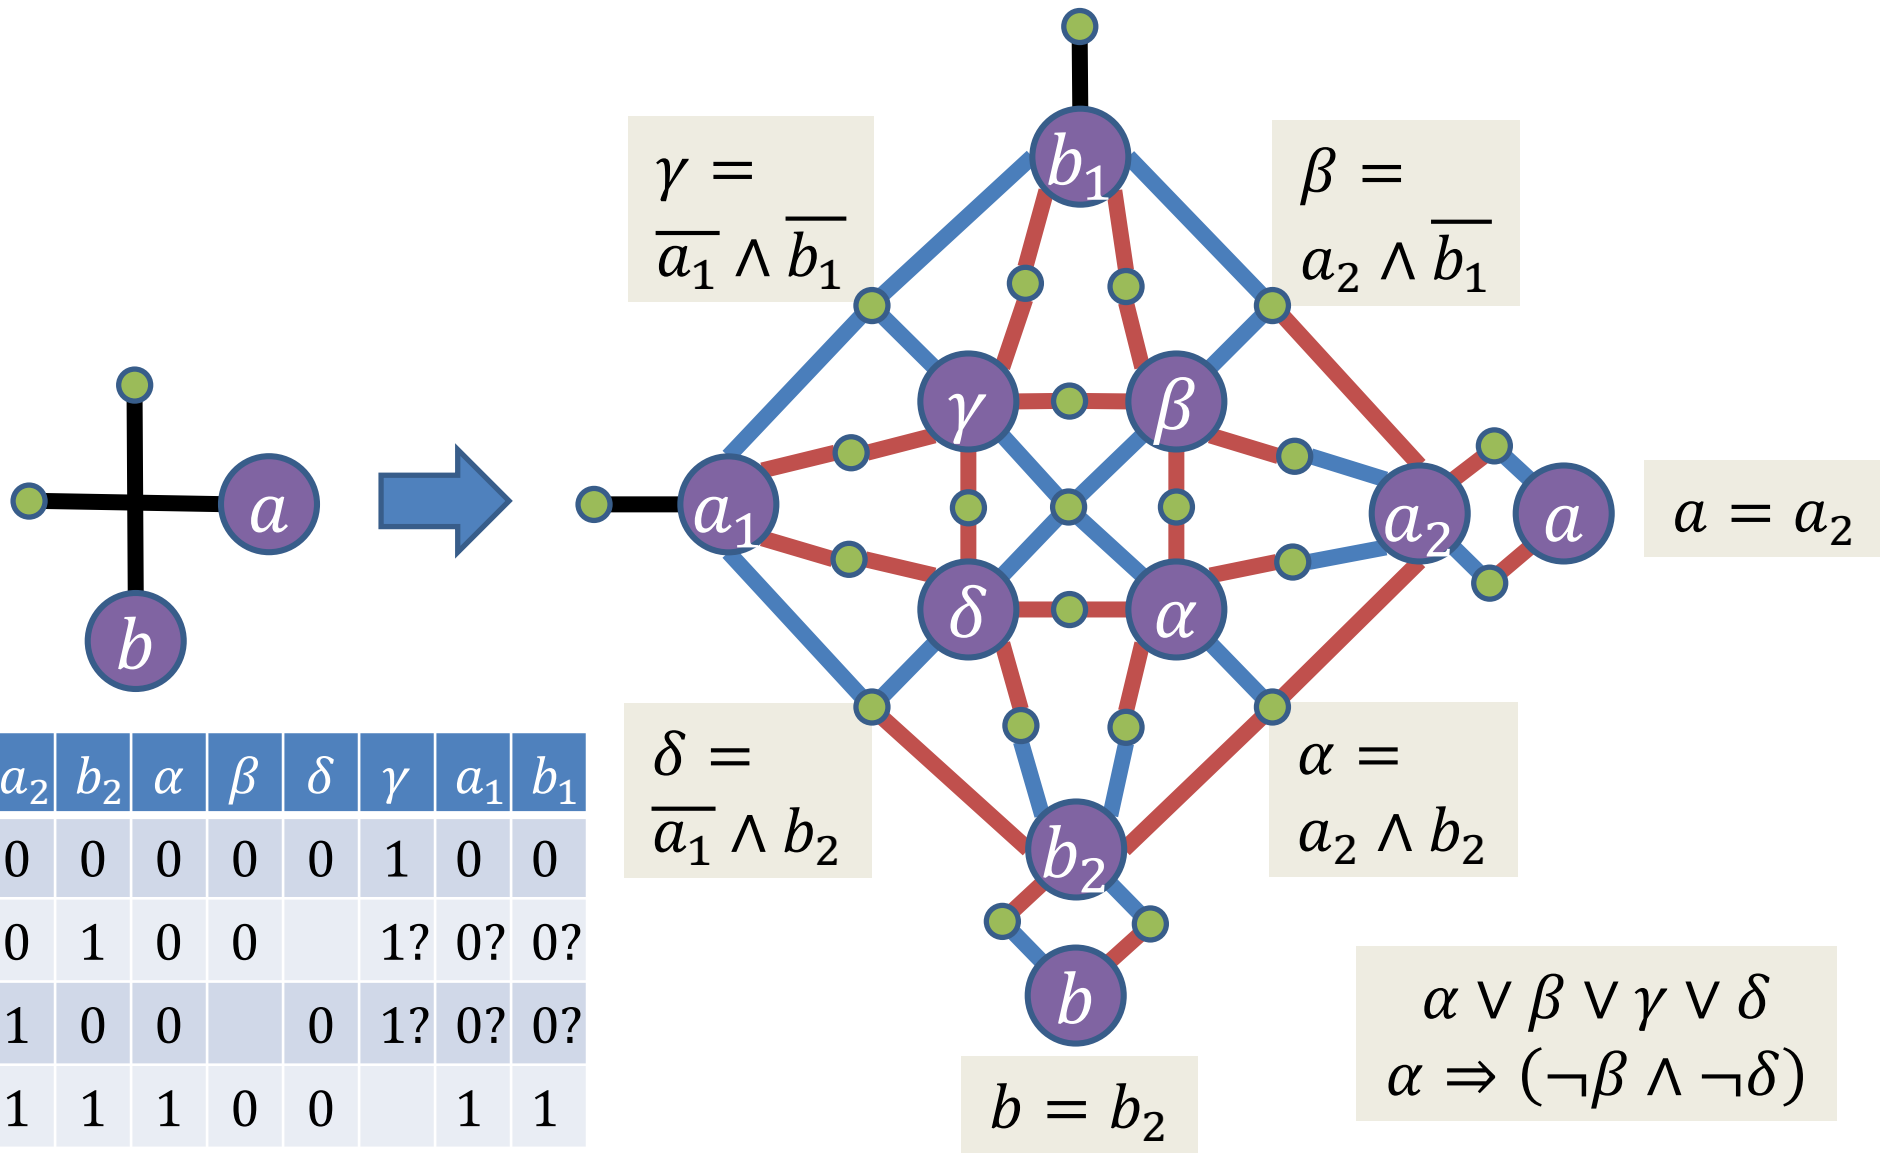 b₁
γ =
a̅₁ ∧ b̅₁
β =
a₂ ∧ b̅₁
γ
β
a
a₁
a₂
a
a = a₂
b
δ
α
δ =
a̅₁ ∧ b₂
α =
a₂ ∧ b₂
b₂
b
b = b₂
α ∨ β ∨ γ ∨ δ
α ⇒ (¬β ∧ ¬δ)
a₂ b₂ α β δ γ a₁ b₁
0 0 0 0 0 1 0 0
0 1 0 0 1? 0? 0?
1 0 0 0 1? 0? 0?
1 1 1 0 0 1 1